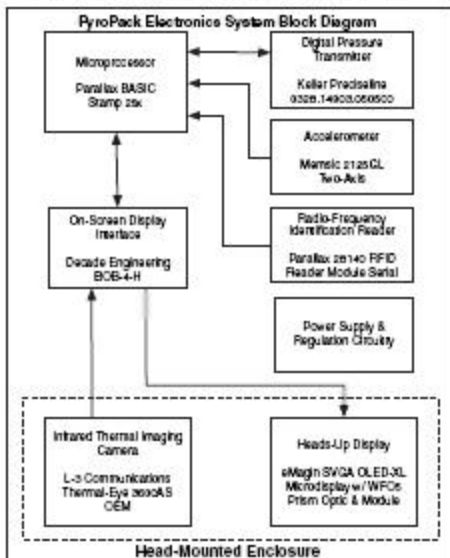 PyroPack Electronics System Block Diagram
Microprocessor
Parallax BASIC
Stamp 2sx
Digital Pressure
Transmitter
Keller Preciseline
Accelerometer
Memsic 2125GL
Two-Axis
On-Screen Display
Interface
Decade Engineering
BOB-4-H
Radio-Frequency
Identification Reader
Parallax 28140 RFID
Reader Module Serial
Power Supply &
Regulation Circuitry
Infrared Thermal Imaging
Camera
L-3 Communications
Thermal-Eye 3600AS
OEM
Heads-Up Display
eMagin SVGA OLED-XL
Microdisplay w/ WFOs
Prism Optic & Module
Head-Mounted Enclosure